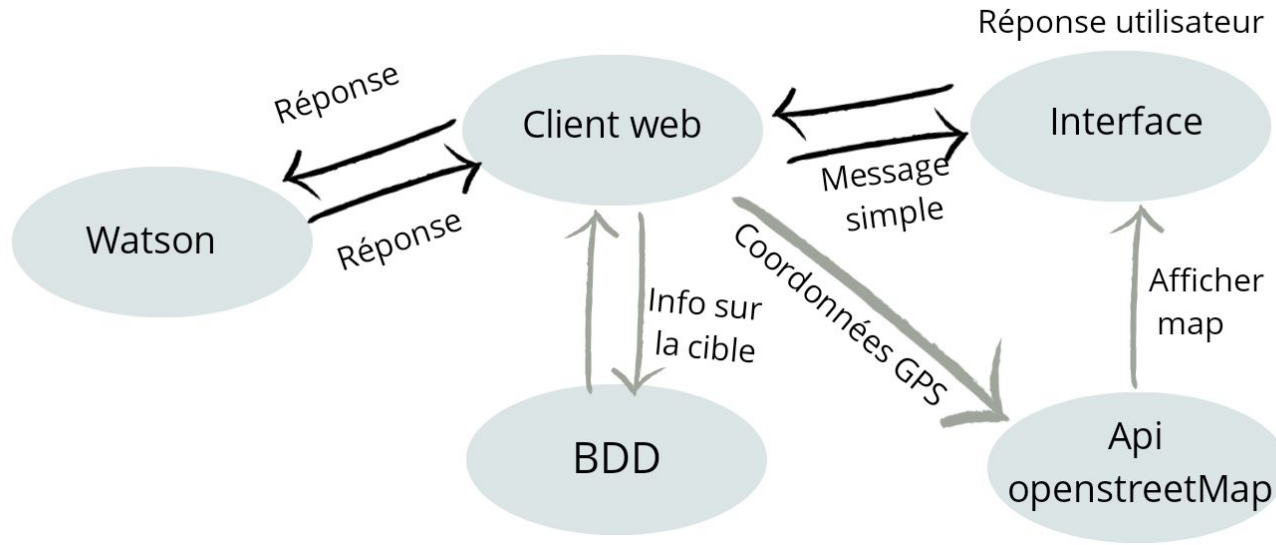 Réponse utilisateur
Réponse
Client web
Interface
Message
simple
Watson
Réponse
Coordonnées GPS
Info sur
la cible
Afficher
map
BDD
Api
openstreetMap